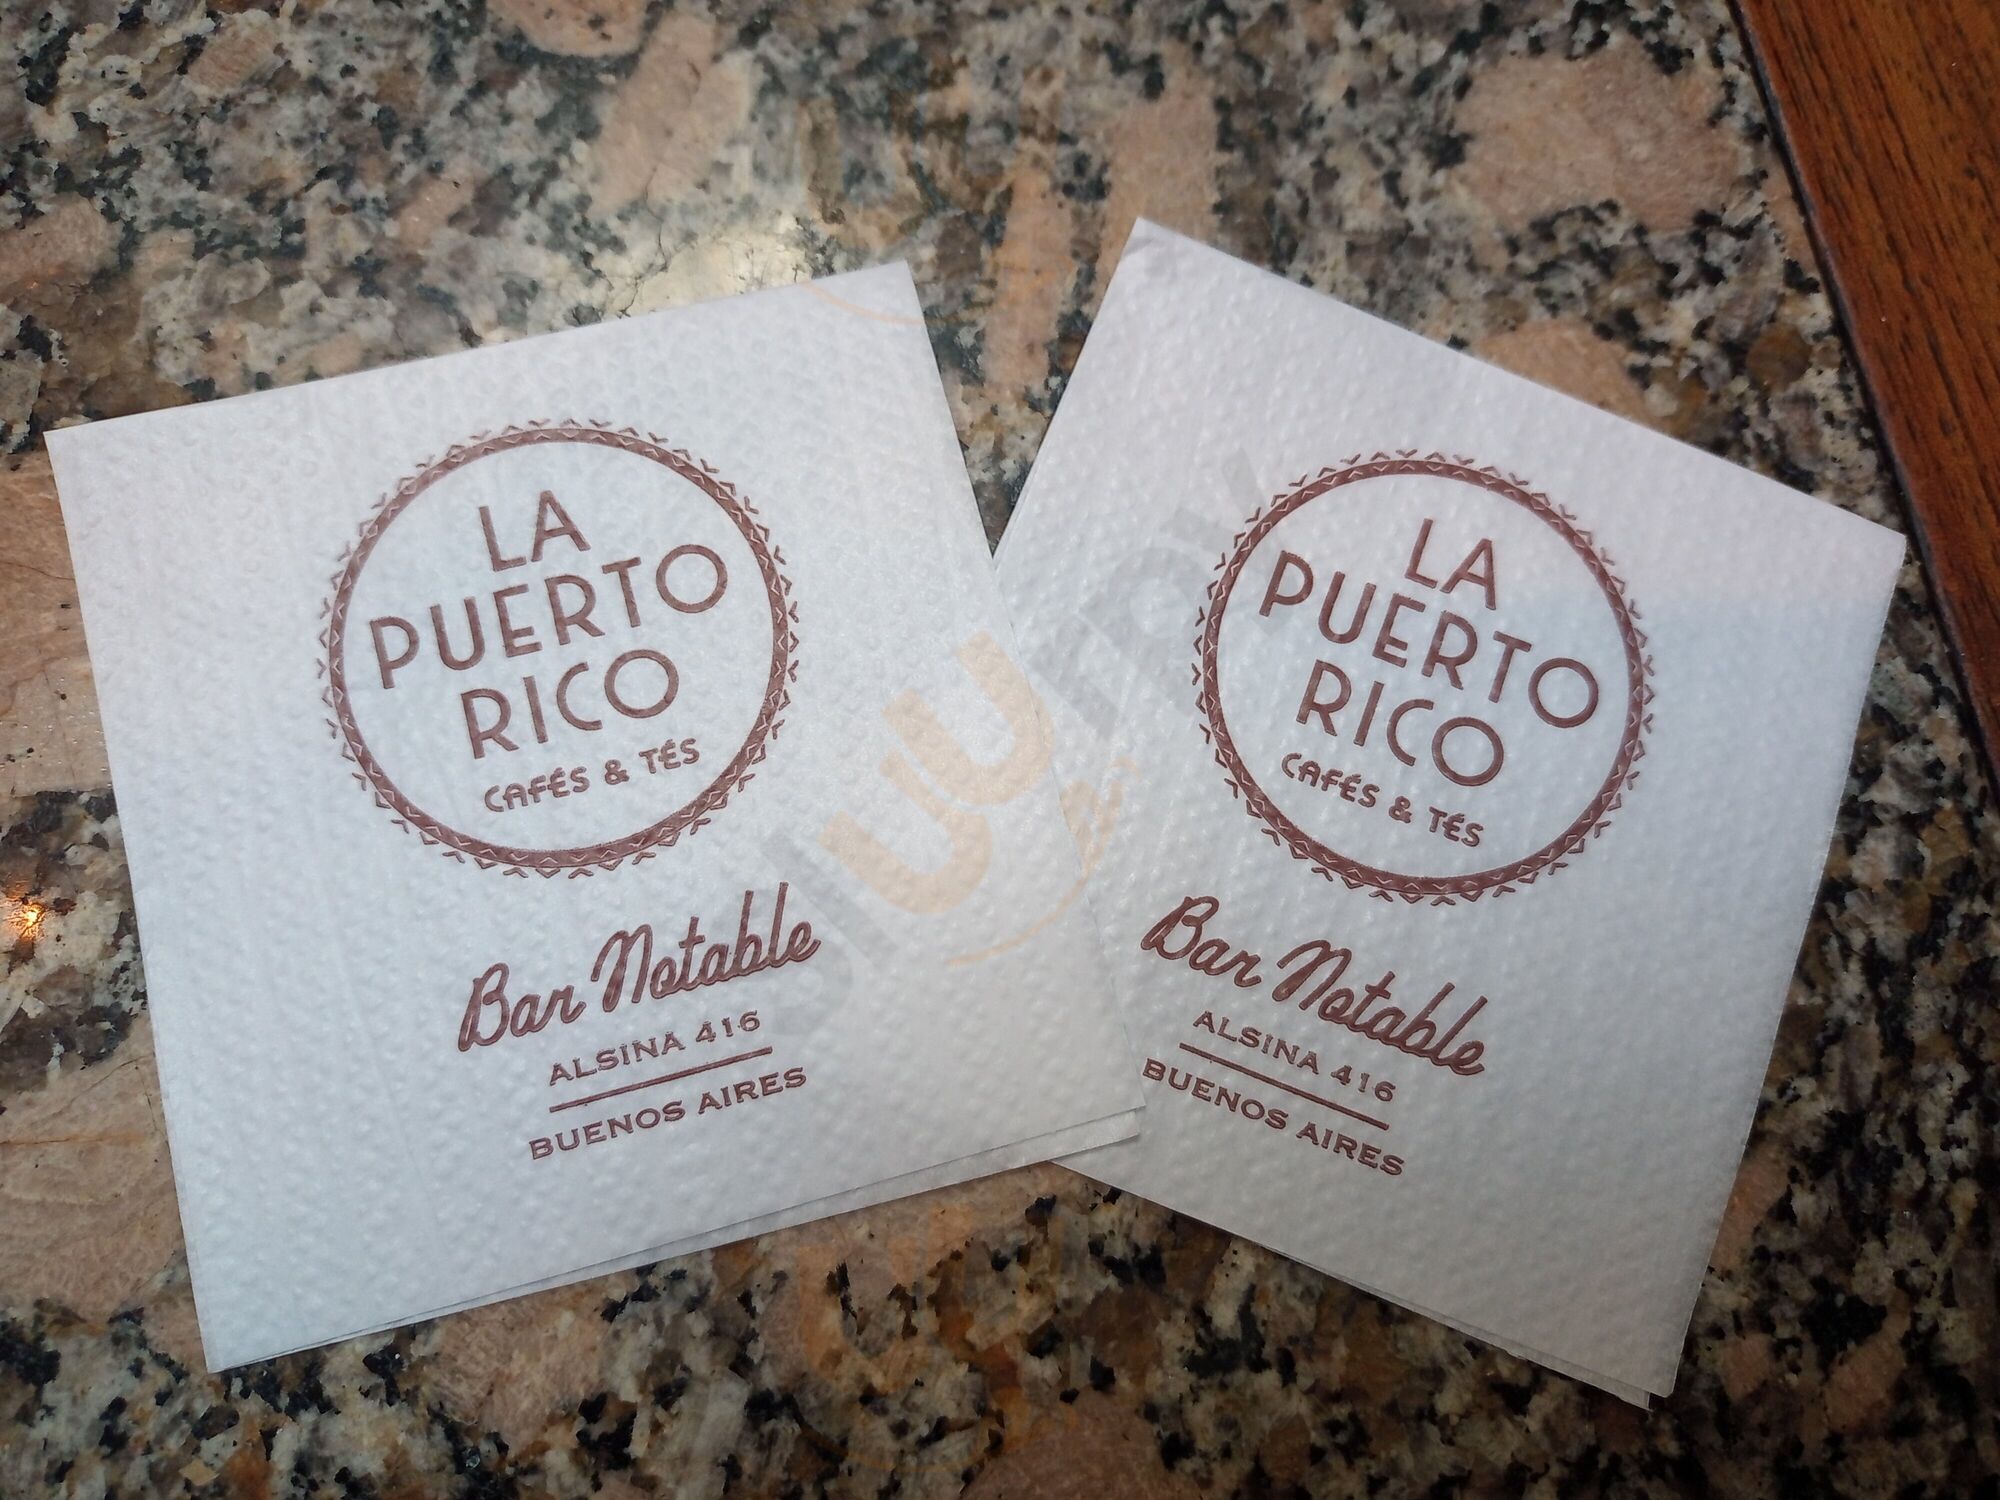 LA
PUERTO
RICO
CAFÉS & TÉS
Bar Notable
ALSINA 416
BUENOS AIRES
LA
PUERTO
RICO
CAFÉS & TÉS
Bar Notable
ALSINA 416
BUENOS AIRES